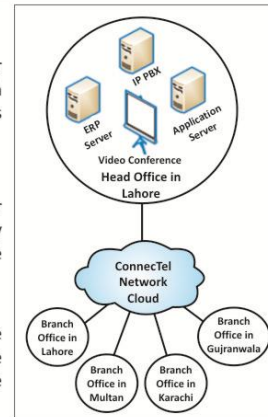 IP PBX
ERP
Server
Application
Server
Video Conference
Head Office in
Lahore
ConnecTel
Network
Cloud
Branch
Office in
Lahore
Branch
Office in
Multan
Branch
Office in
Karachi
Branch
Office in
Gujranwala